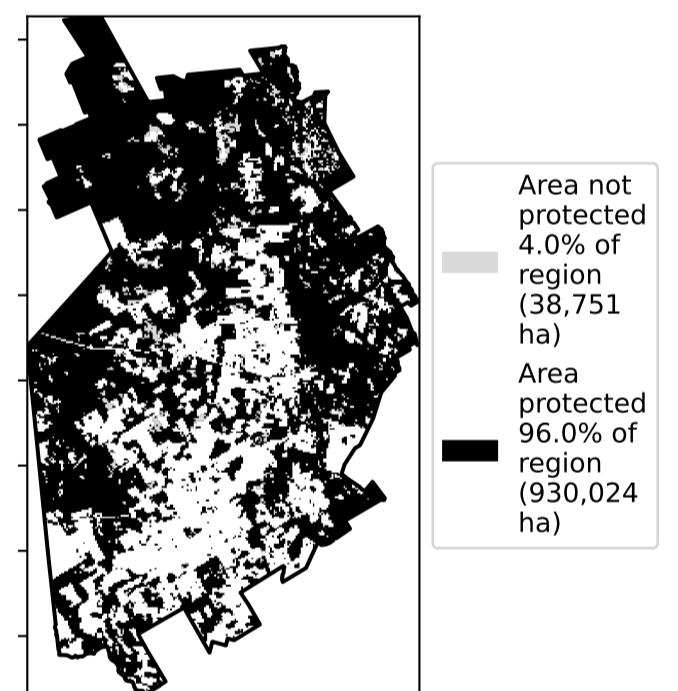 Area not
protected
4.0% of
region
(38,751
ha)
Area
protected
96.0% of
region
(930,024
ha)